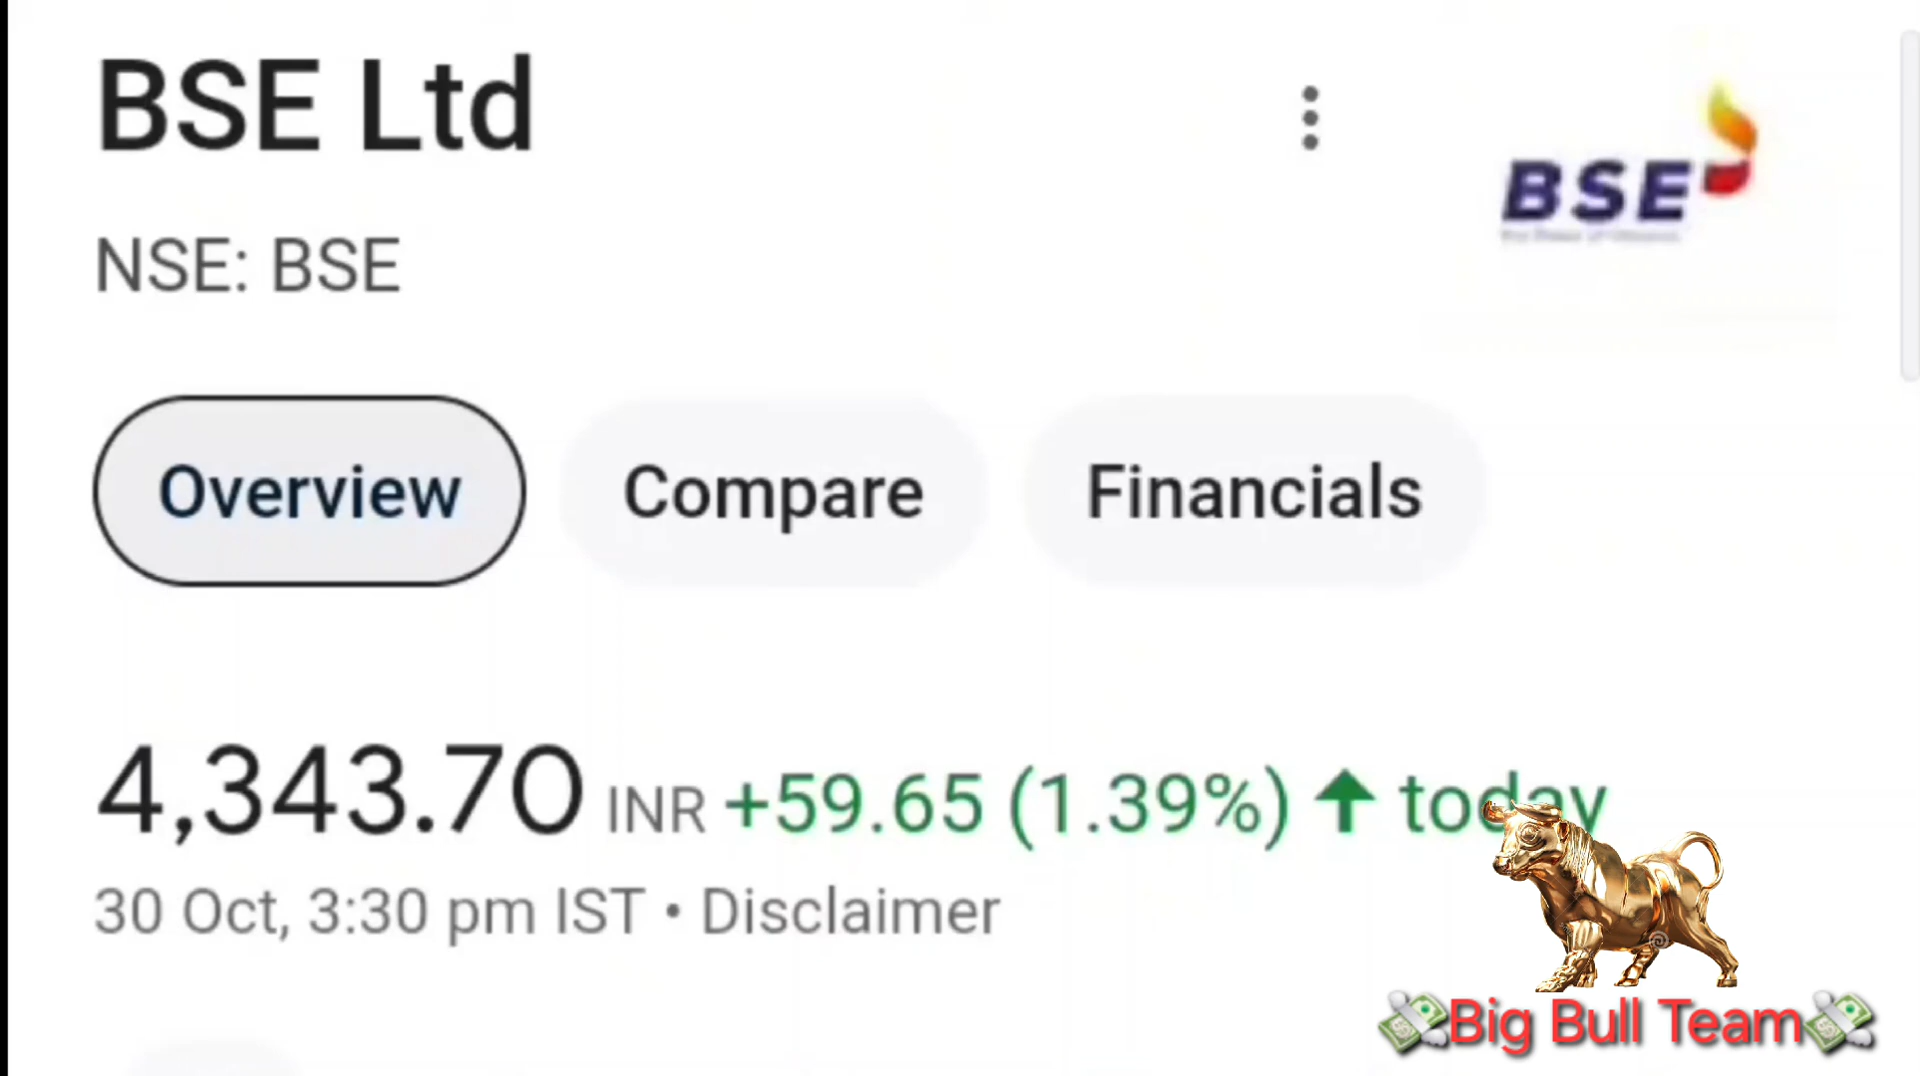 BSE Ltd
BSE
NSE: BSE
Overview
Compare
Financials
4,343.70 INR +59.65 (1.39%) ↑ today
30 Oct, 3:30 pm IST • Disclaimer
💸Big Bull Team💸